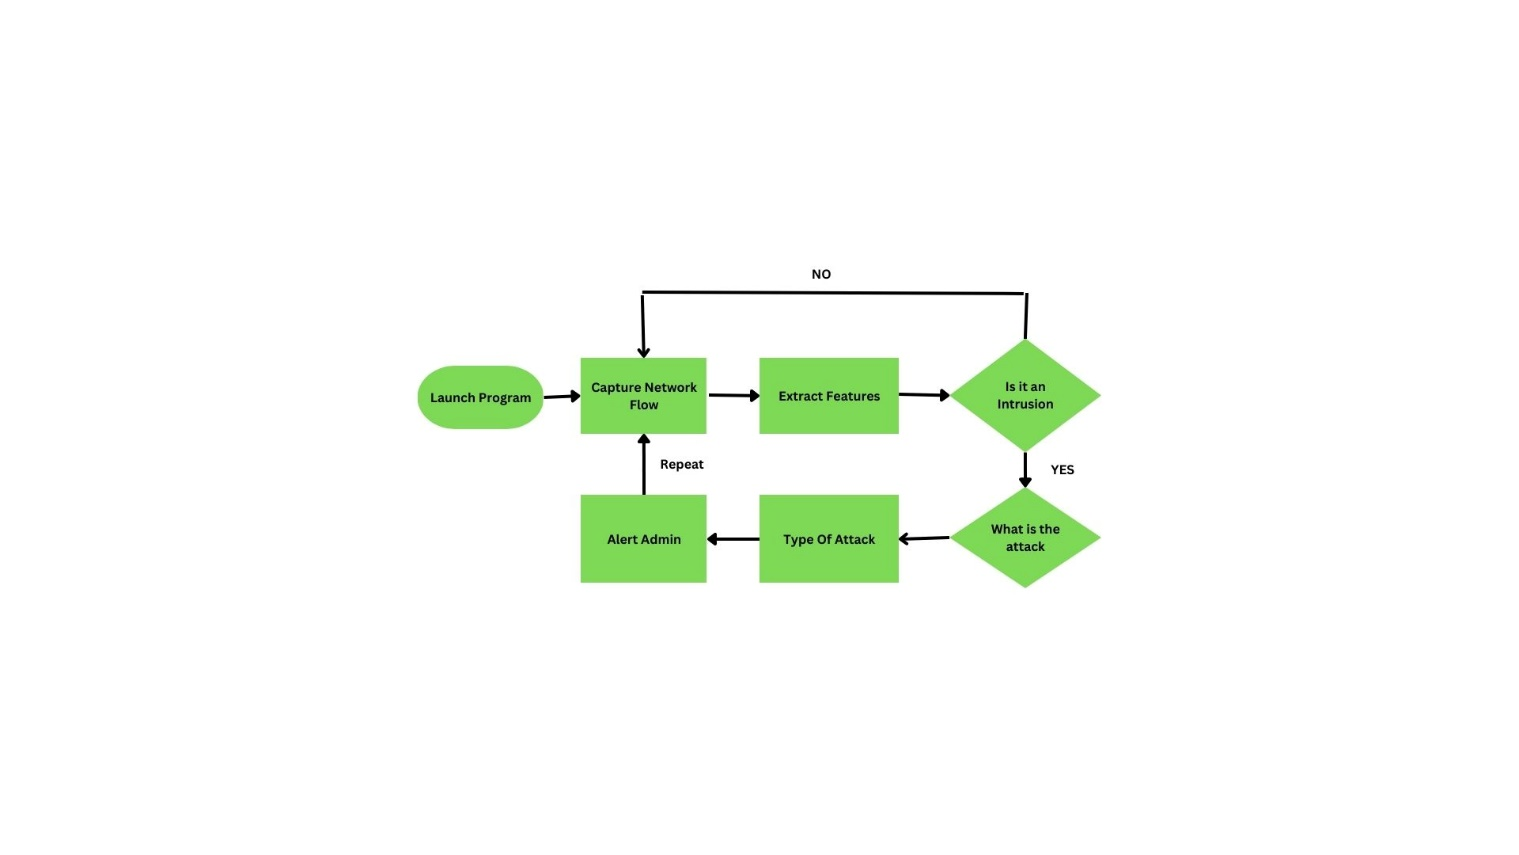 NO
Launch Program
Capture Network
Flow
Extract Features
Is it an
Intrusion
Repeat
YES
Alert Admin
Type Of Attack
What is the
attack